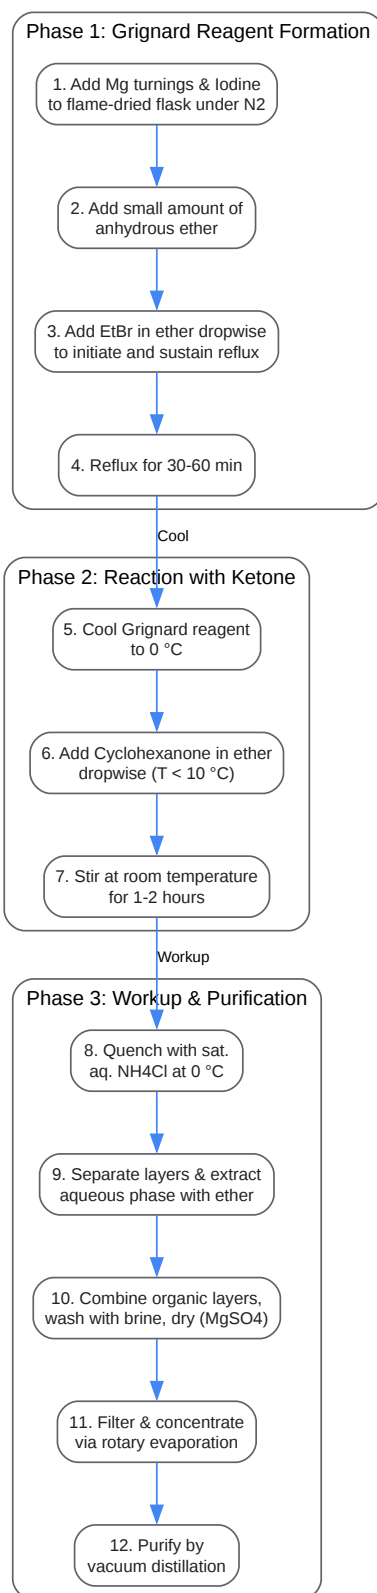 Phase 1: Grignard Reagent Formation
1. Add Mg turnings & Iodine
to flame-dried flask under N2
2. Add small amount of
anhydrous ether
3. Add EtBr in ether dropwise
to initiate and sustain reflux
4. Reflux for 30-60 min
Cool
Phase 2: Reaction with Ketone
5. Cool Grignard reagent
to 0 °C
6. Add Cyclohexanone in ether
dropwise (T < 10 °C)
7. Stir at room temperature
for 1-2 hours
Workup
Phase 3: Workup & Purification
8. Quench with sat.
aq. NH4Cl at 0 °C
9. Separate layers & extract
aqueous phase with ether
10. Combine organic layers,
wash with brine, dry (MgSO4)
11. Filter & concentrate
via rotary evaporation
12. Purify by
vacuum distillation